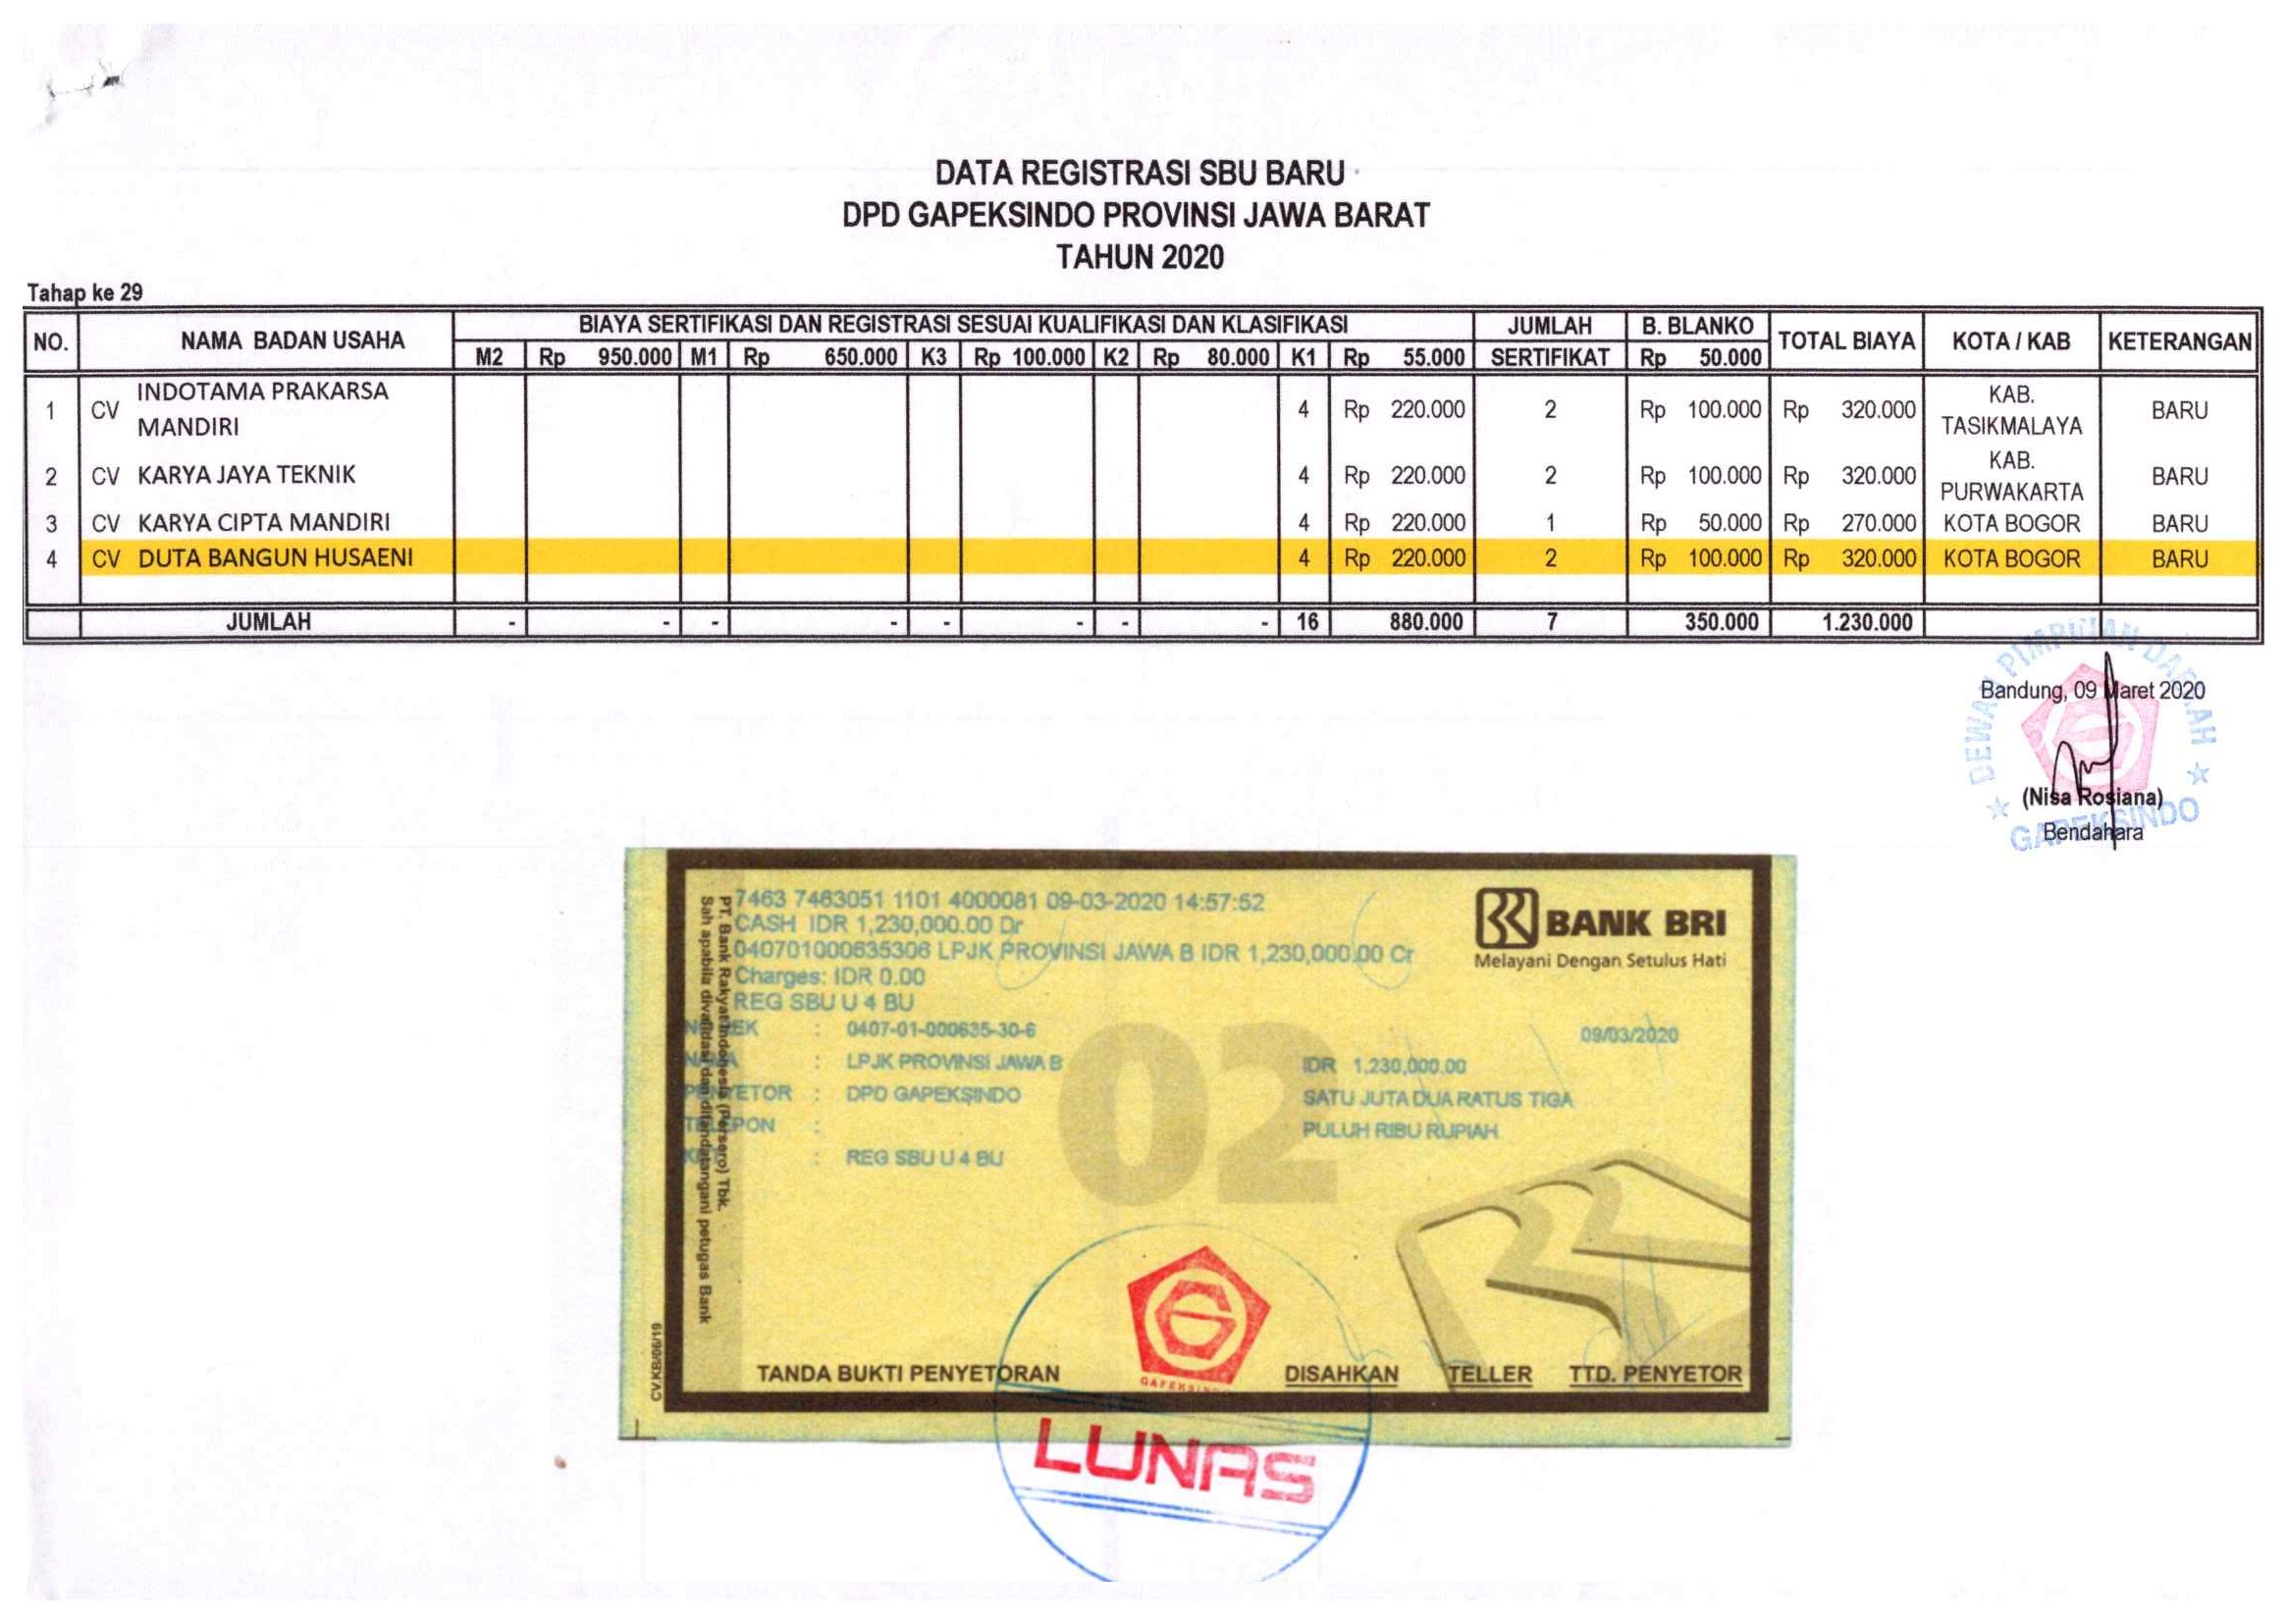 DATA REGISTRASI SBU BARU
DPD GAPEKSINDO PROVINSI JAWA BARAT
TAHUN 2020
Tahap ke 29
NO. NAMA BADAN USAHA BIAYA SERTIFIKASI DAN REGISTRASI SESUAI KUALIFIKASI DAN KLASIFIKASI JUMLAH SERTIFIKAT B. BLANKO TOTAL BIAYA KOTA / KAB KETERANGAN
M2 Rp 950.000 M1 Rp 650.000 K3 Rp 100.000 K2 Rp 80.000 K1 Rp 55.000 Rp 50.000
1 CV INDOTAMA PRAKARSA MANDIRI 4 Rp 220.000 2 Rp 100.000 Rp 320.000 KAB. TASIKMALAYA BARU
2 CV KARYA JAYA TEKNIK 4 Rp 220.000 2 Rp 100.000 Rp 320.000 KAB. PURWAKARTA BARU
3 CV KARYA CIPTA MANDIRI 4 Rp 220.000 1 Rp 50.000 Rp 270.000 KOTA BOGOR BARU
4 CV DUTA BANGUN HUSAENI 4 Rp 220.000 2 Rp 100.000 Rp 320.000 KOTA BOGOR BARU
JUMLAH - - - - - - - - 16 880.000 7 350.000 1.230.000
DEWAN PIMPINAN DAERAH
Bandung, 09 Maret 2020
(Nisa Rosiana)
GAPEKSINDO
Bendahara
7463 7463051 1101 4000081 09-03-2020 14:57:52
CASH IDR 1,230,000.00 Dr
040701000635306 LPJK PROVINSI JAWA B IDR 1,230,000.00 Cr
Charges: IDR 0.00
REG SBU U 4 BU
BANK BRI
Melayani Dengan Setulus Hati
: 0407-01-000635-30-6 09/03/2020
NAMA : LPJK PROVINSI JAWA B IDR 1,230,000.00
PENYETOR : DPD GAPEKSINDO SATU JUTA DUA RATUS TIGA
TELEPON : PULUH RIBU RUPIAH
: REG SBU U 4 BU
02
PT. Bank Rakyat Indonesia (Persero) Tbk.
Sah apabila divalidasi dan ditandatangani petugas Bank
CV.KB/06/19
TANDA BUKTI PENYETORAN
GAPEKSINDO
DISAHKAN TELLER TTD. PENYETOR
LUNAS